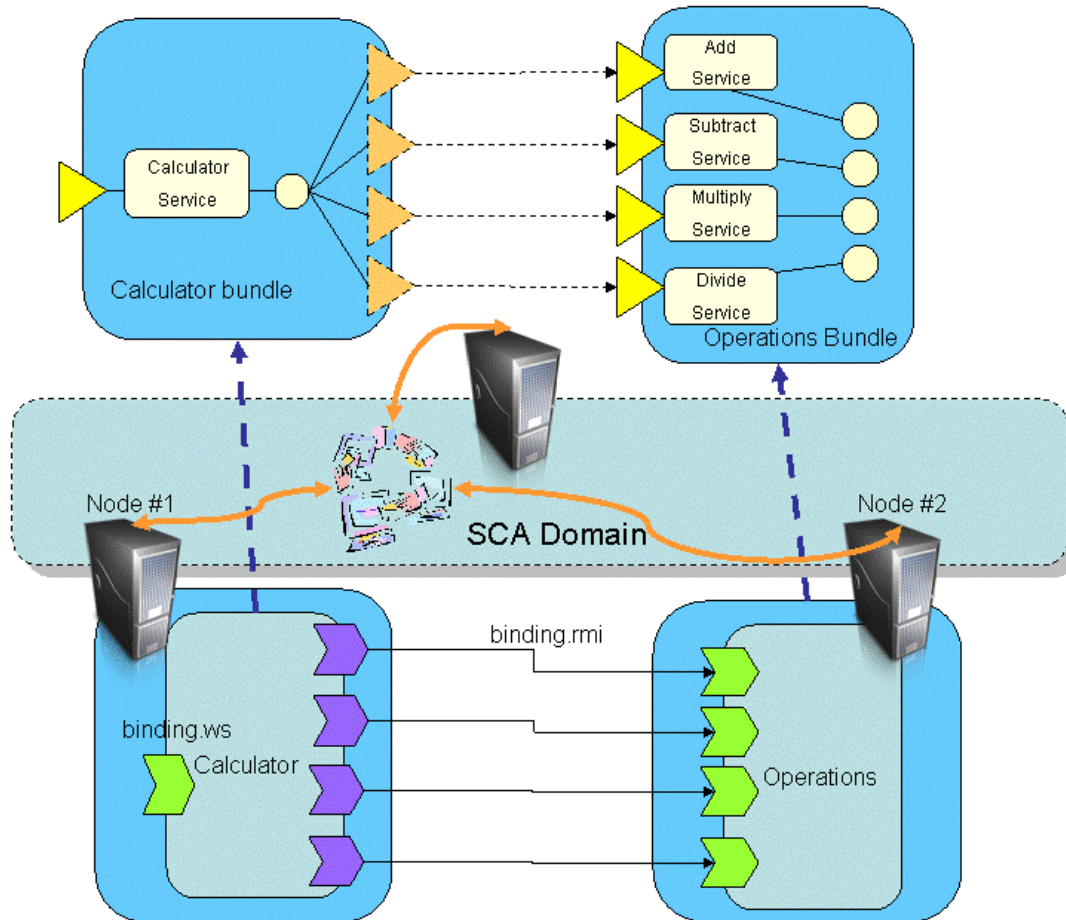 Add
Service
Subtract
Service
Calculator
Service
Multiply
Service
Divide
Service
Calculator bundle
Operations Bundle
Node #1
Node #2
SCA Domain
binding.rmi
binding.ws
Calculator
Operations